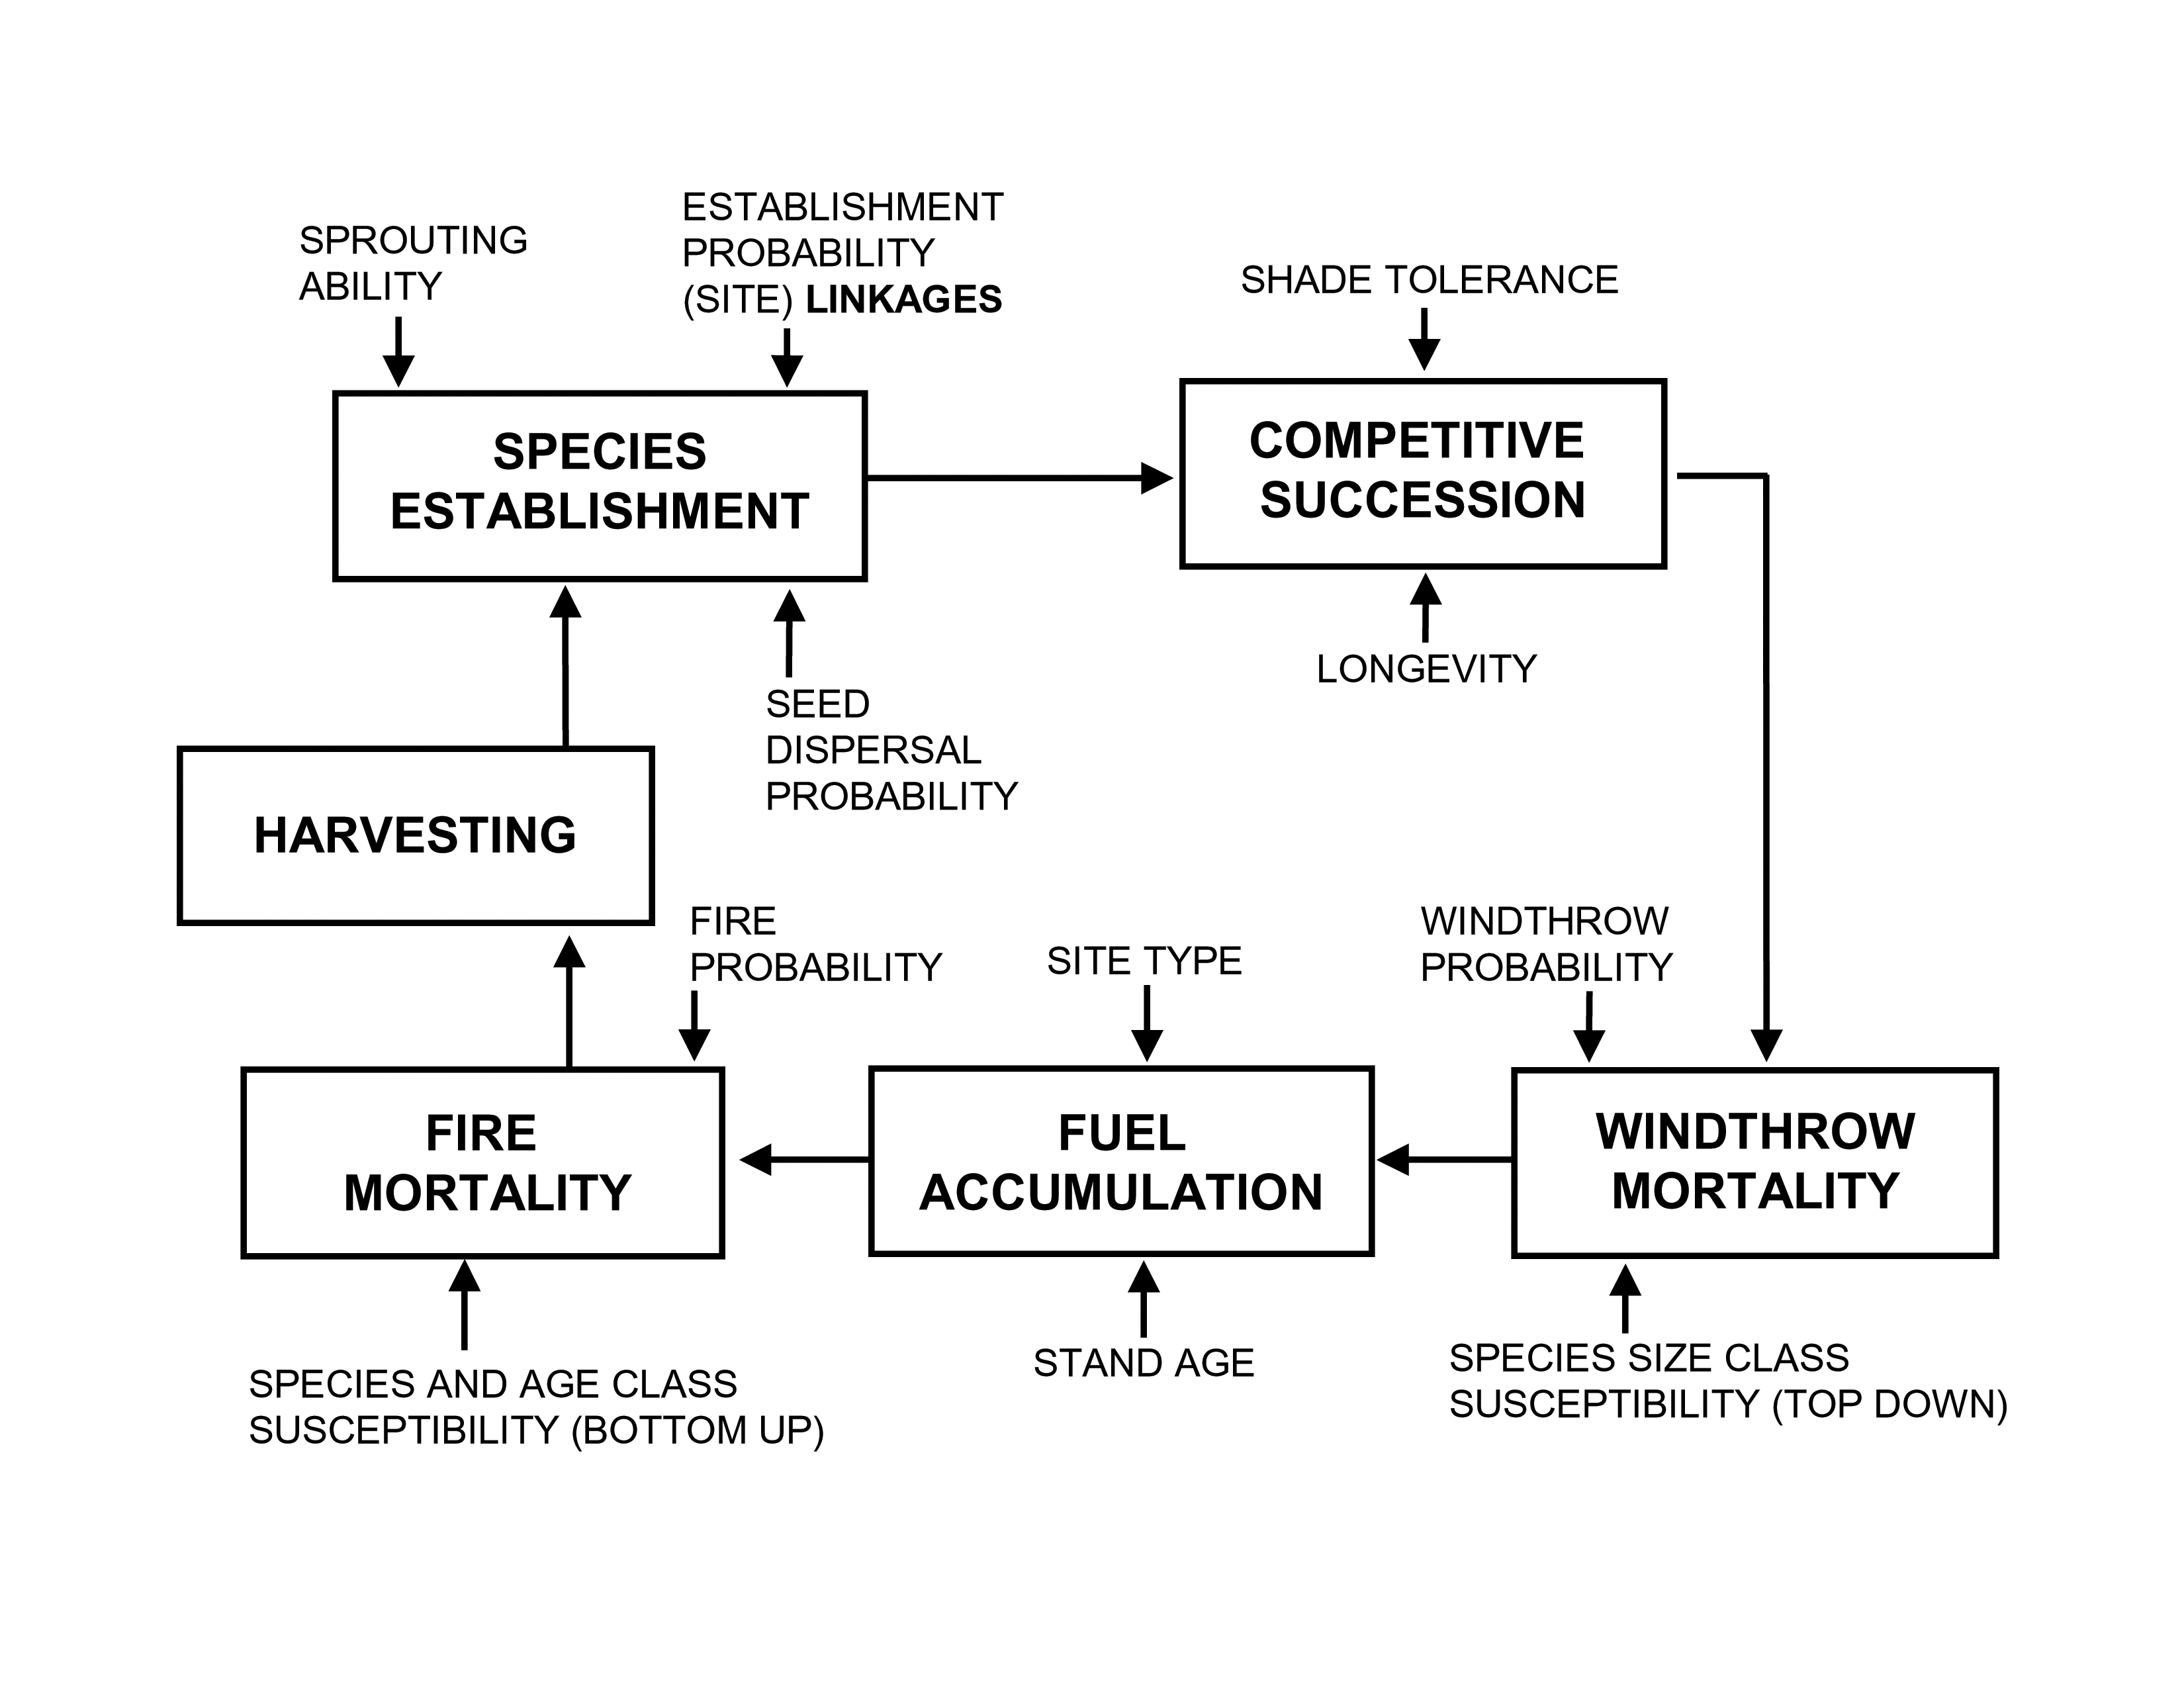 SPROUTING
ABILITY
ESTABLISHMENT
PROBABILITY
(SITE) LINKAGES
SHADE TOLERANCE
SPECIES
ESTABLISHMENT
COMPETITIVE
SUCCESSION
LONGEVITY
SEED
DISPERSAL
PROBABILITY
HARVESTING
FIRE
PROBABILITY
SITE TYPE
WINDTHROW
PROBABILITY
FIRE
MORTALITY
FUEL
ACCUMULATION
WINDTHROW
MORTALITY
SPECIES AND AGE CLASS
SUSCEPTIBILITY (BOTTOM UP)
STAND AGE
SPECIES SIZE CLASS
SUSCEPTIBILITY (TOP DOWN)